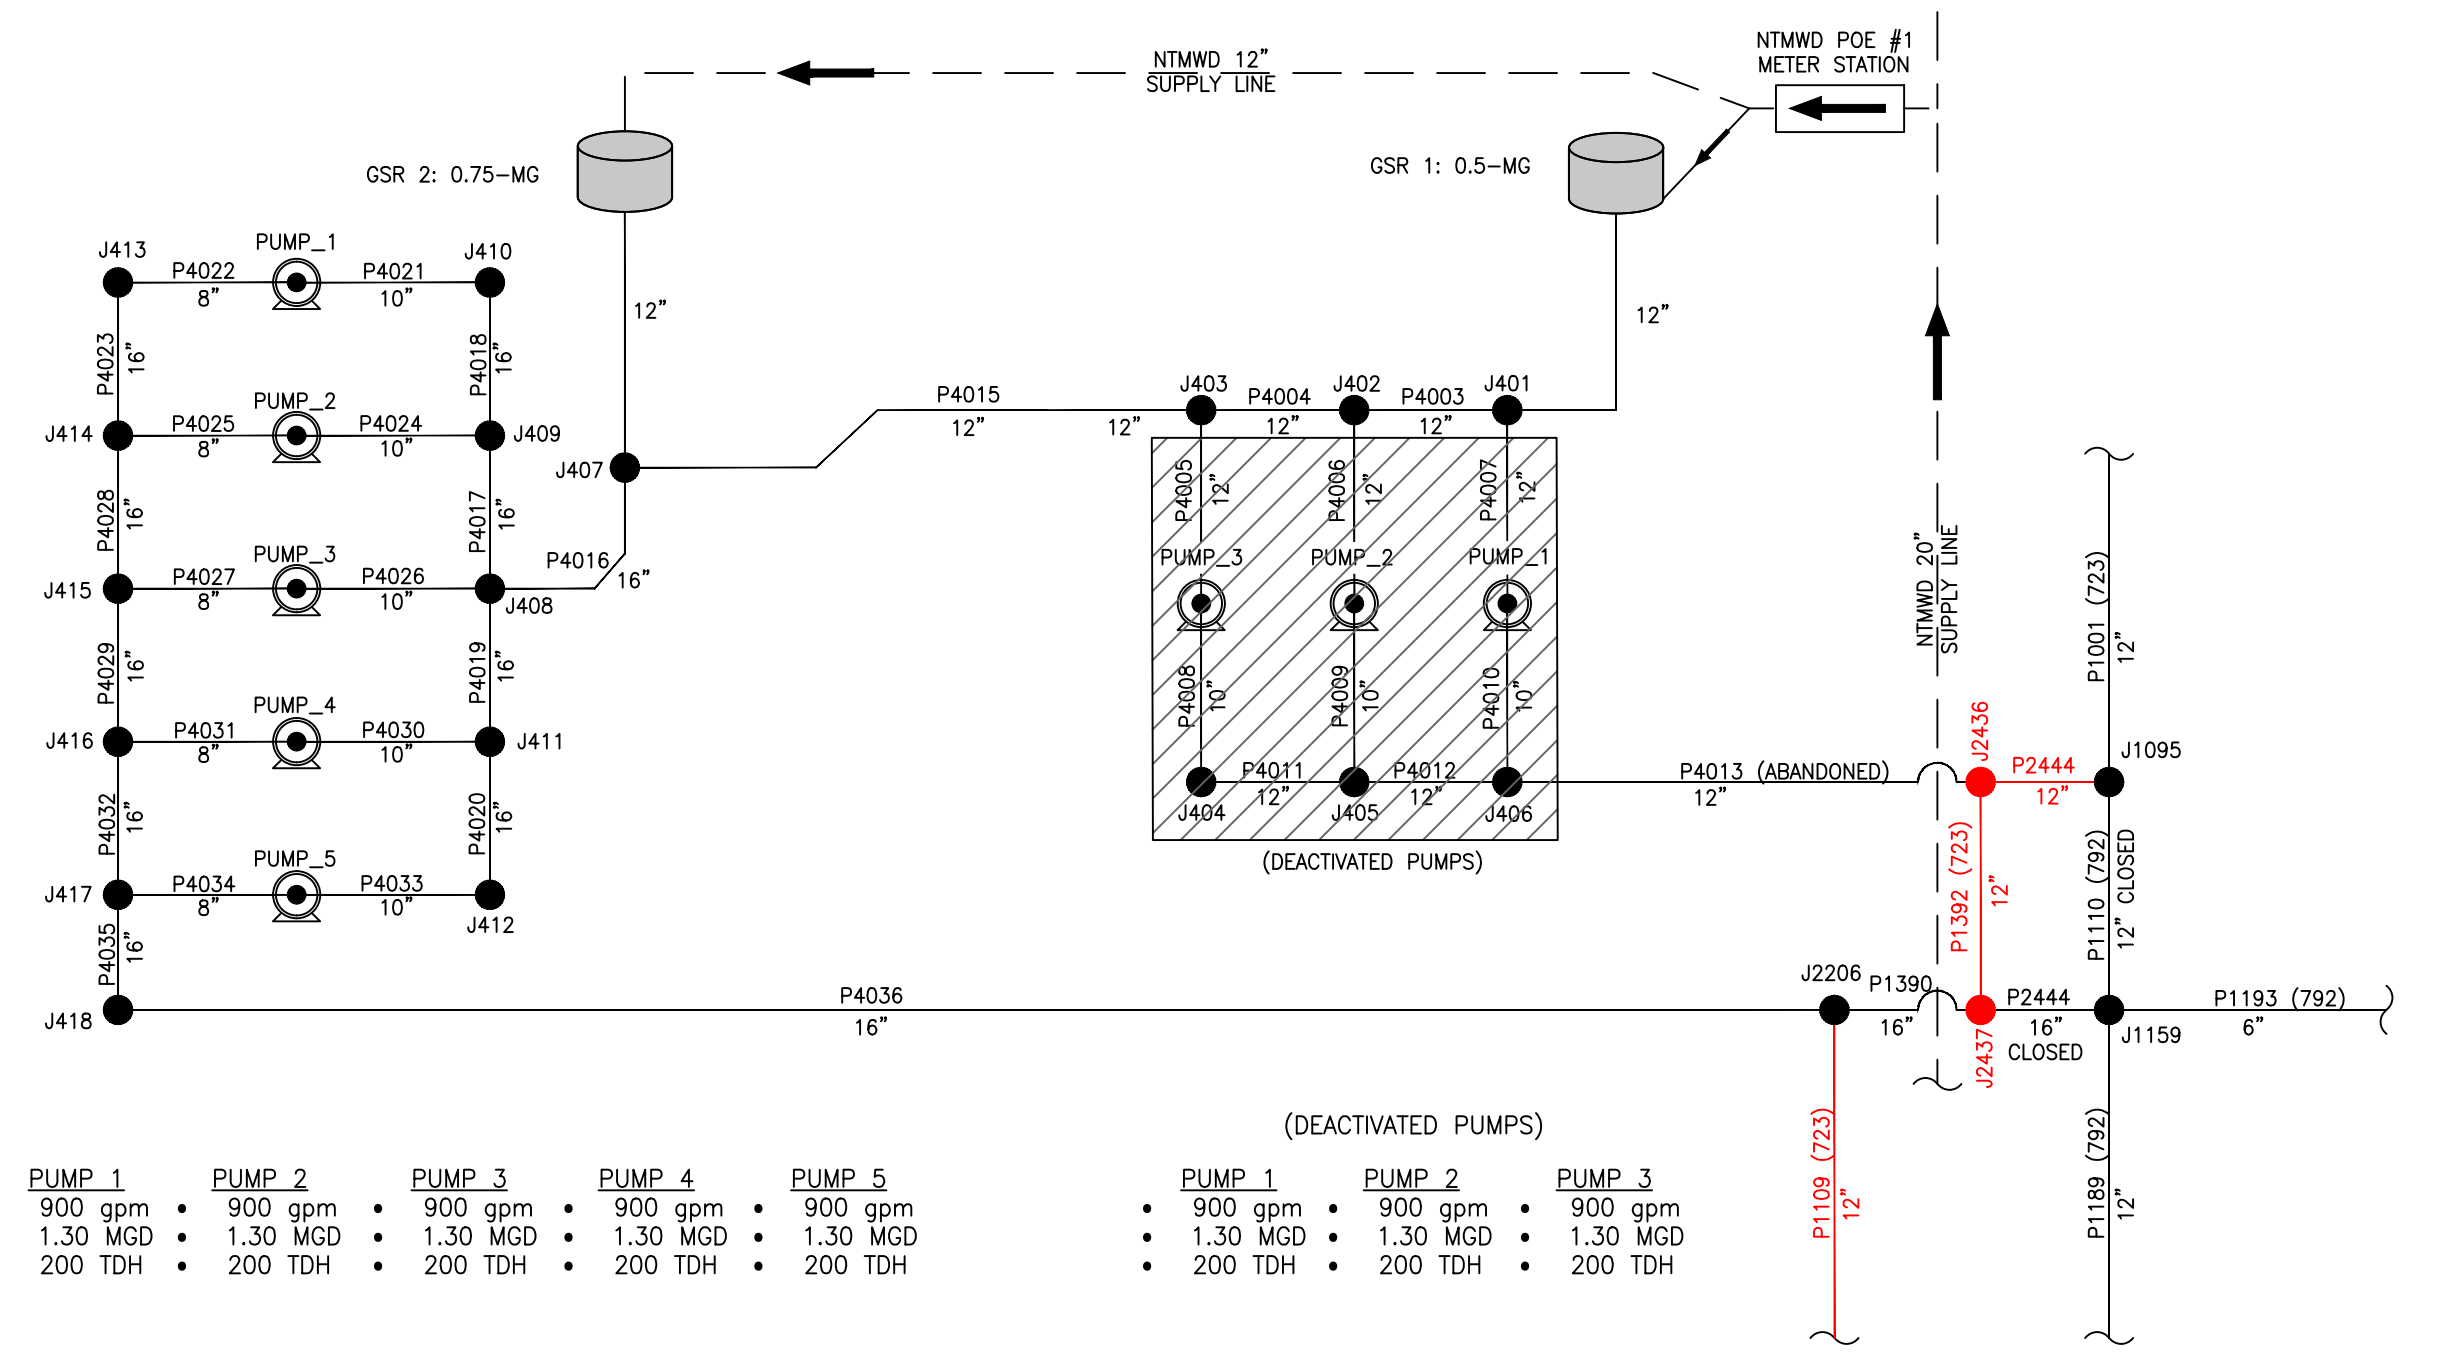 NTMWD POE #1
METER STATION
NTMWD 12"
SUPPLY LINE
GSR 2: 0.75-MG
GSR 1: 0.5-MG
J413
PUMP_1
J410
P4022
8"
P4021
10"
12"
12"
P4023
16"
P4018
16"
PUMP_2
J414
P4025
8"
P4024
10"
J409
P4015
12"
12"
J403
P4004
12"
J402
P4003
12"
J401
J407
P4028
16"
P4017
16"
P4005
12"
P4006
12"
P4007
12"
PUMP_3
J415
P4027
8"
P4026
10"
J408
P4016
16"
PUMP_3
PUMP_2
PUMP_1
NTMWD 20"
SUPPLY LINE
P1001 (723)
12"
P4029
16"
P4019
16"
P4008
10"
P4009
10"
P4010
10"
PUMP_4
J416
P4031
8"
P4030
10"
J411
P4011
12"
P4012
12"
J404
J405
J406
P4013 (ABANDONED)
12"
J2436
P2444
12"
J1095
P4032
16"
P4020
16"
PUMP_5
J417
P4034
8"
P4033
10"
J412
(DEACTIVATED PUMPS)
P1392 (723)
12"
P1110 (792)
12" CLOSED
P4035
16"
J418
P4036
16"
J2206
P1390
16"
J2437
P2444
16"
CLOSED
J1159
P1193 (792)
6"
P1109 (723)
12"
P1189 (792)
12"
PUMP 1
900 gpm
1.30 MGD
200 TDH
PUMP 2
• 900 gpm
• 1.30 MGD
• 200 TDH
PUMP 3
• 900 gpm
• 1.30 MGD
• 200 TDH
PUMP 4
• 900 gpm
• 1.30 MGD
• 200 TDH
PUMP 5
• 900 gpm
• 1.30 MGD
• 200 TDH
(DEACTIVATED PUMPS)
PUMP 1
• 900 gpm
• 1.30 MGD
• 200 TDH
PUMP 2
• 900 gpm
• 1.30 MGD
• 200 TDH
PUMP 3
• 900 gpm
• 1.30 MGD
• 200 TDH